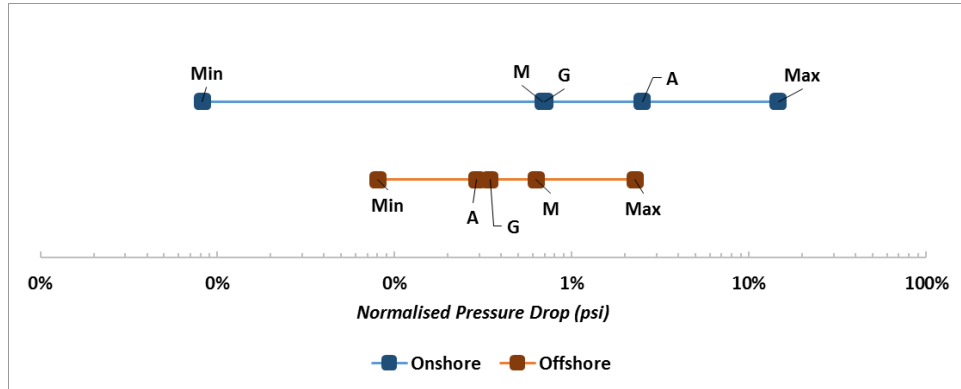 Min
M
G
A
Max
Min
A
G
M
Max
0% 0% 0% 1% 10% 100%
Normalised Pressure Drop (psi)
Onshore Offshore